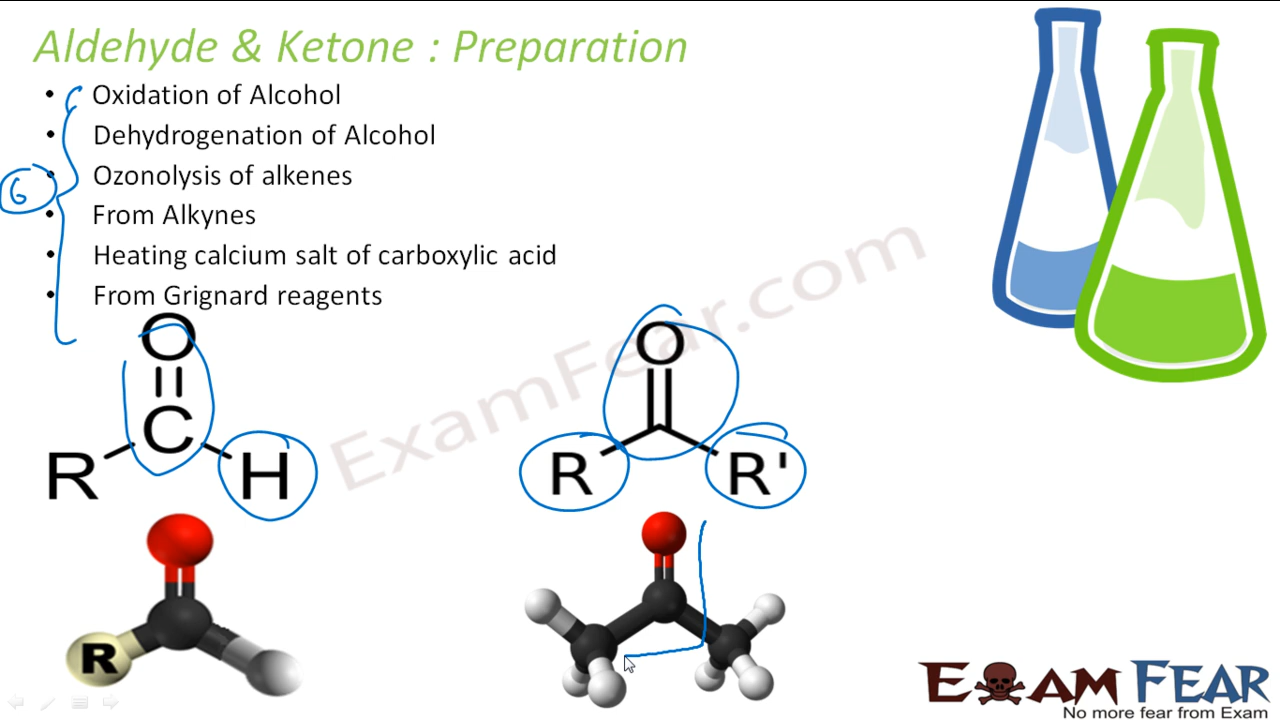 Aldehyde & Ketone : Preparation
• Oxidation of Alcohol
• Dehydrogenation of Alcohol
• Ozonolysis of alkenes
• From Alkynes
• Heating calcium salt of carboxylic acid
• From Grignard reagents
6
ExamFear.com
O
C
R H
O
R R'
R
EXAM FEAR
No more fear from Exam